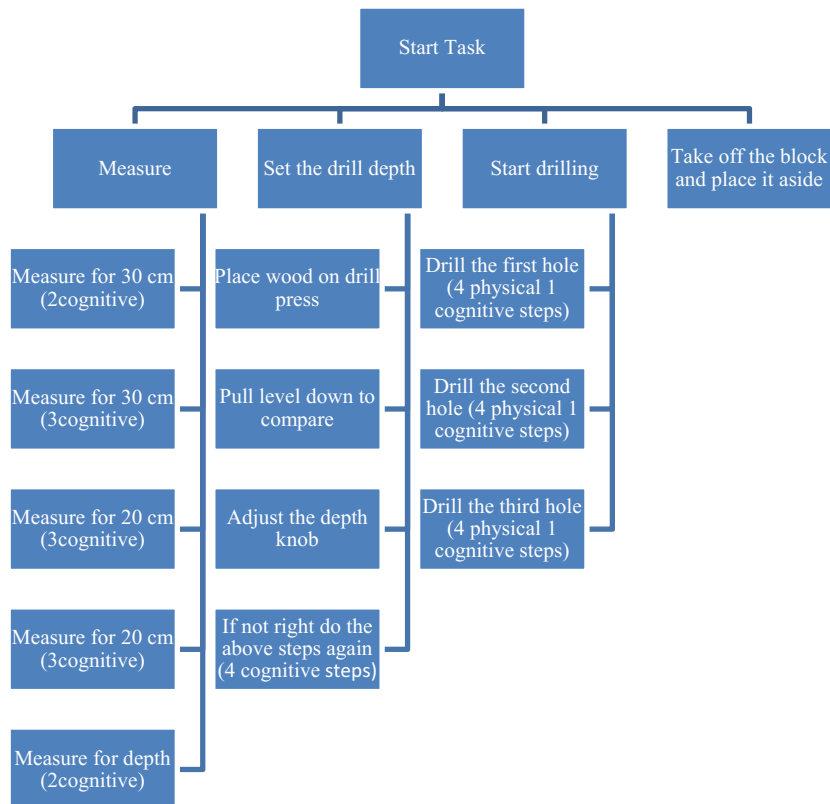 Start Task
Measure
Set the drill depth
Start drilling
Take off the block
and place it aside
Measure for 30 cm
(2cognitive)
Measure for 30 cm
(3cognitive)
Measure for 20 cm
(3cognitive)
Measure for 20 cm
(3cognitive)
Measure for depth
(2cognitive)
Place wood on drill
press
Pull level down to
compare
Adjust the depth
knob
If not right do the
above steps again
(4 cognitive steps)
Drill the first hole
(4 physical 1
cognitive steps)
Drill the second
hole (4 physical 1
cognitive steps)
Drill the third hole
(4 physical 1
cognitive steps)